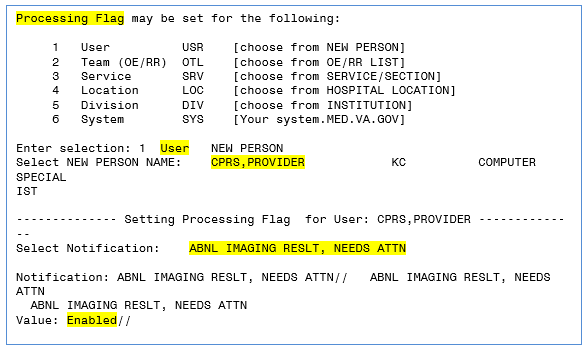 Processing Flag may be set for the following:
1 User USR [choose from NEW PERSON]
2 Team (OE/RR) OTL [choose from OE/RR LIST]
3 Service SRV [choose from SERVICE/SECTION]
4 Location LOC [choose from HOSPITAL LOCATION]
5 Division DIV [choose from INSTITUTION]
6 System SYS [Your system.MED.VA.GOV]
Enter selection: 1 User NEW PERSON
Select NEW PERSON NAME: CPRS,PROVIDER KC COMPUTER
SPECIAL
IST
-------------- Setting Processing Flag for User: CPRS,PROVIDER ------------
--
Select Notification: ABNL IMAGING RESLT, NEEDS ATTN
Notification: ABNL IMAGING RESLT, NEEDS ATTN// ABNL IMAGING RESLT, NEEDS
ATTN
ABNL IMAGING RESLT, NEEDS ATTN
Value: Enabled//